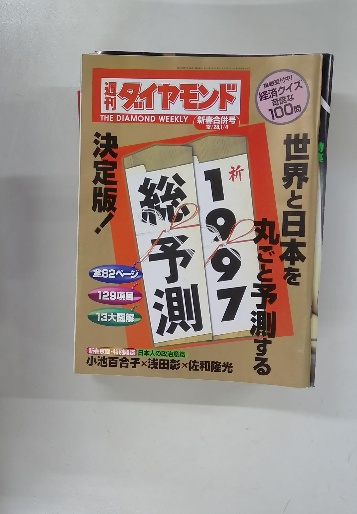 週刊 ダイヤモンド
THE DIAMOND WEEKLY
新春合併号
経済クイズ
100問
世界と日本を
丸ごと予測する
決定版!
祈
1997
総予測
全82ページ
129項目
13大図解
日本人の政治意識
小池百合子×浅田彰×佐和隆光